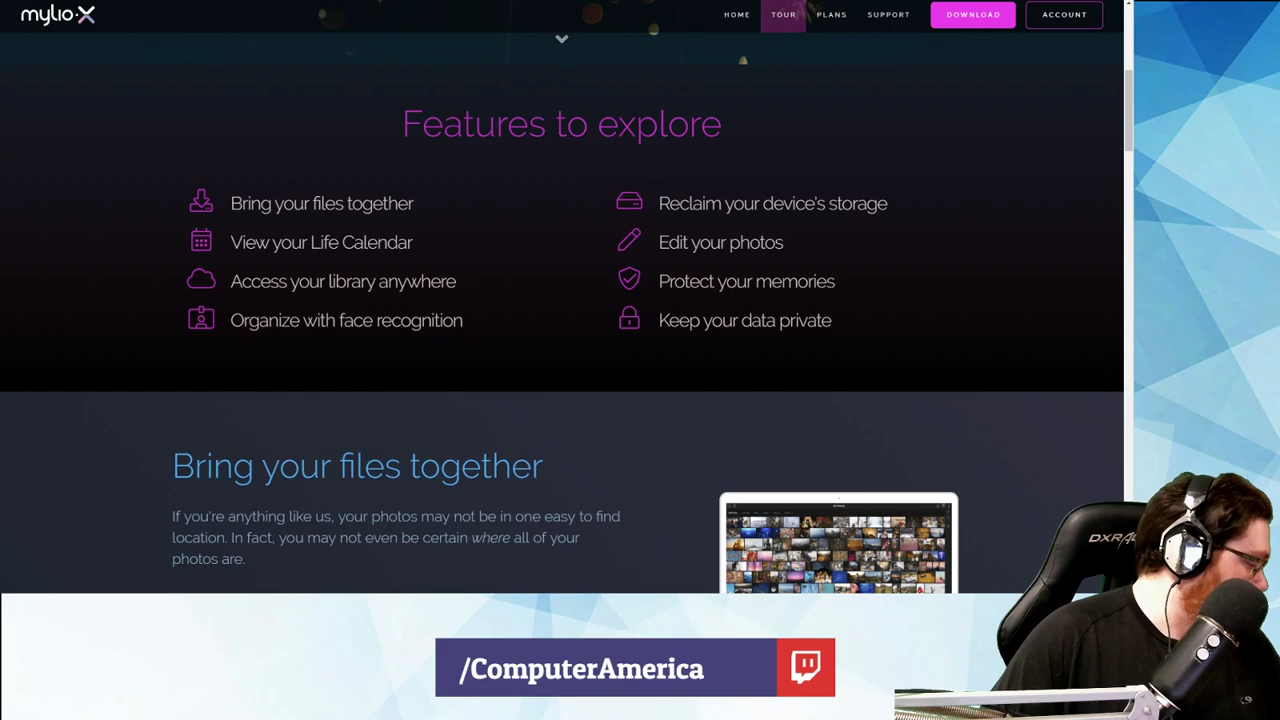 mylio X
HOME TOUR PLANS SUPPORT DOWNLOAD ACCOUNT
Features to explore
Bring your files together
View your Life Calendar
Access your library anywhere
Organize with face recognition
Reclaim your device's storage
Edit your photos
Protect your memories
Keep your data private
Bring your files together
If you're anything like us, your photos may not be in one easy to find
location. In fact, you may not even be certain where all of your
photos are.
/ComputerAmerica